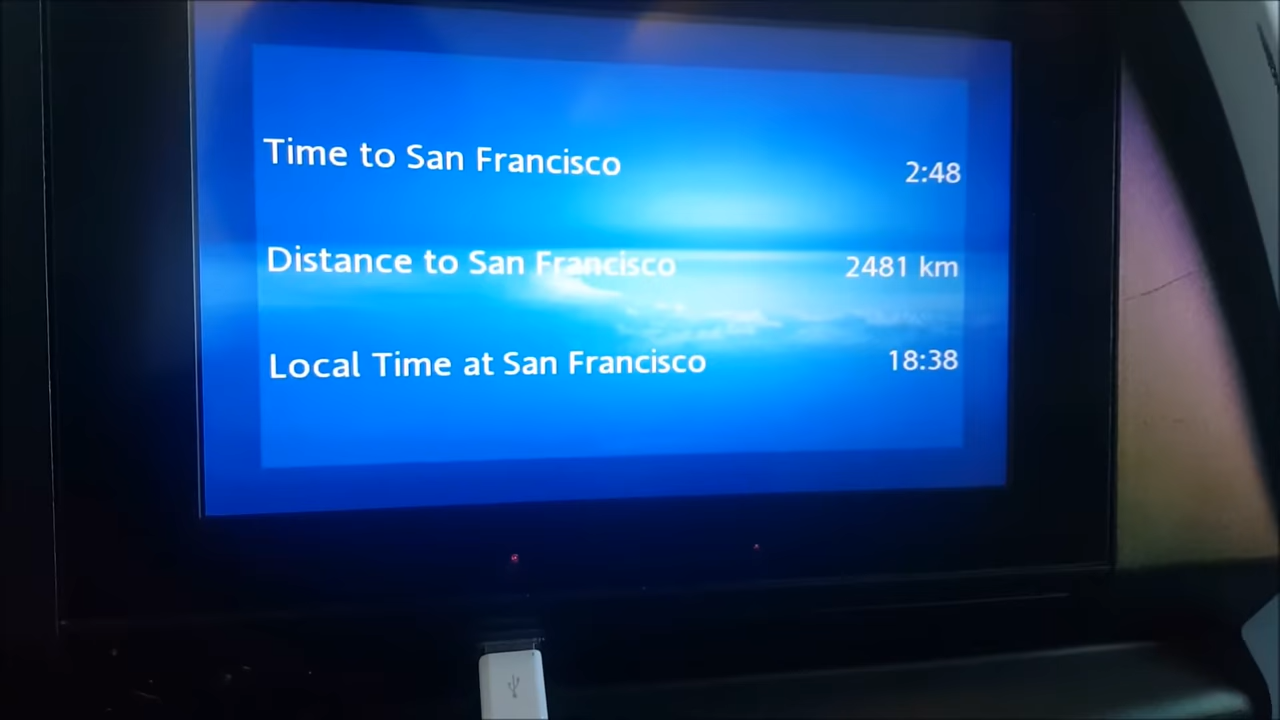 Time to San Francisco 2:48
Distance to San Francisco 2481 km
Local Time at San Francisco 18:38